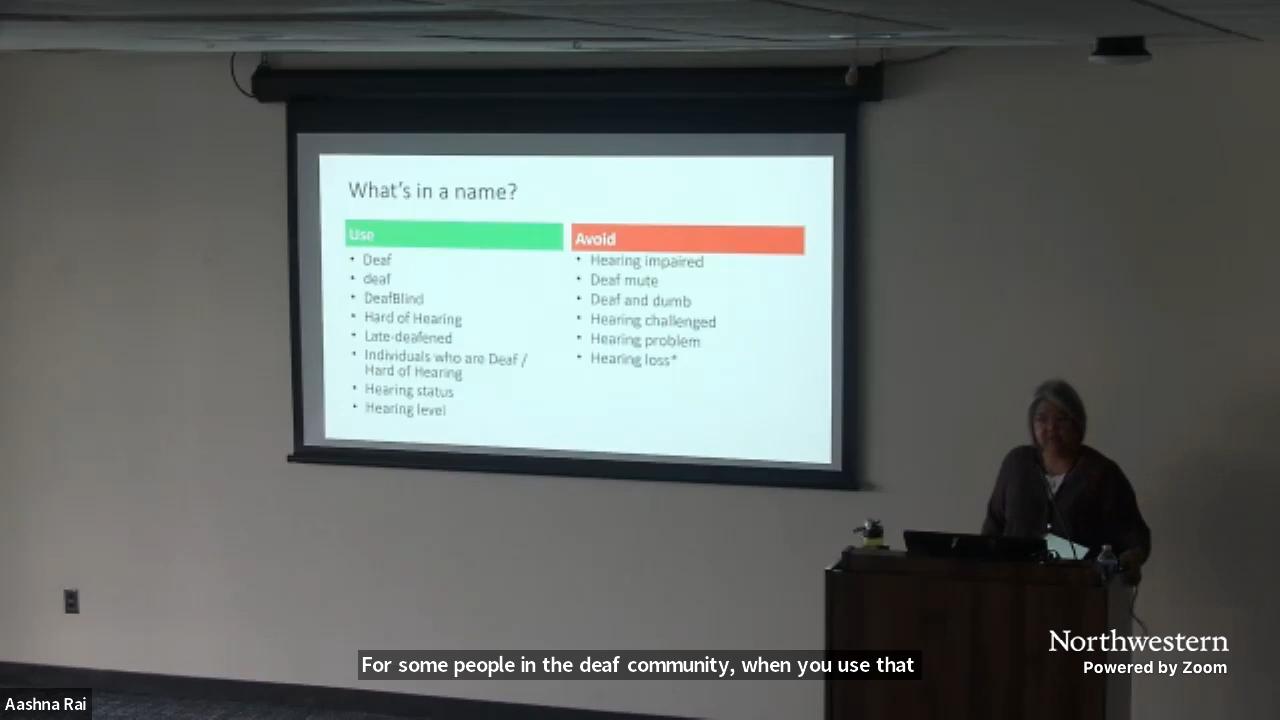 What's in a name?
Use
• Deaf
• deaf
• DeafBlind
• Hard of Hearing
• Late-deafened
• Individuals who are Deaf /
Hard of Hearing
• Hearing status
• Hearing level
Avoid
• Hearing impaired
• Deaf mute
• Deaf and dumb
• Hearing challenged
• Hearing problem
• Hearing loss*
For some people in the deaf community, when you use that
Northwestern
Powered by Zoom
Aashna Rai